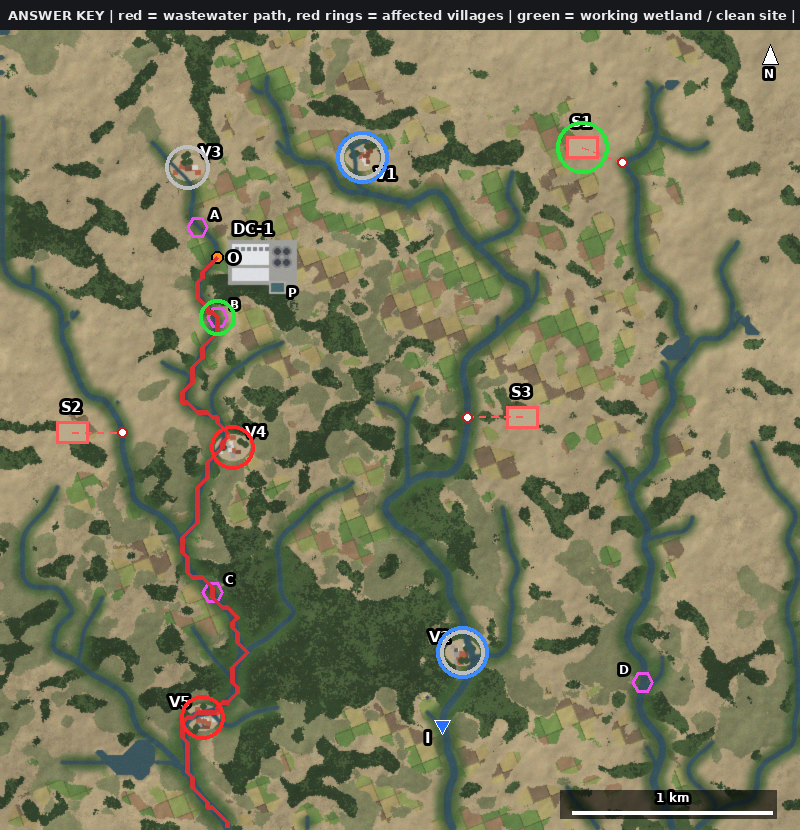 ANSWER KEY | red = wastewater path, red rings = affected villages | green = working wetland / clean site |
N
S1
V3
V1
A
DC-1
O
P
B
S3
S2
V4
C
V2
D
V5
I
1 km